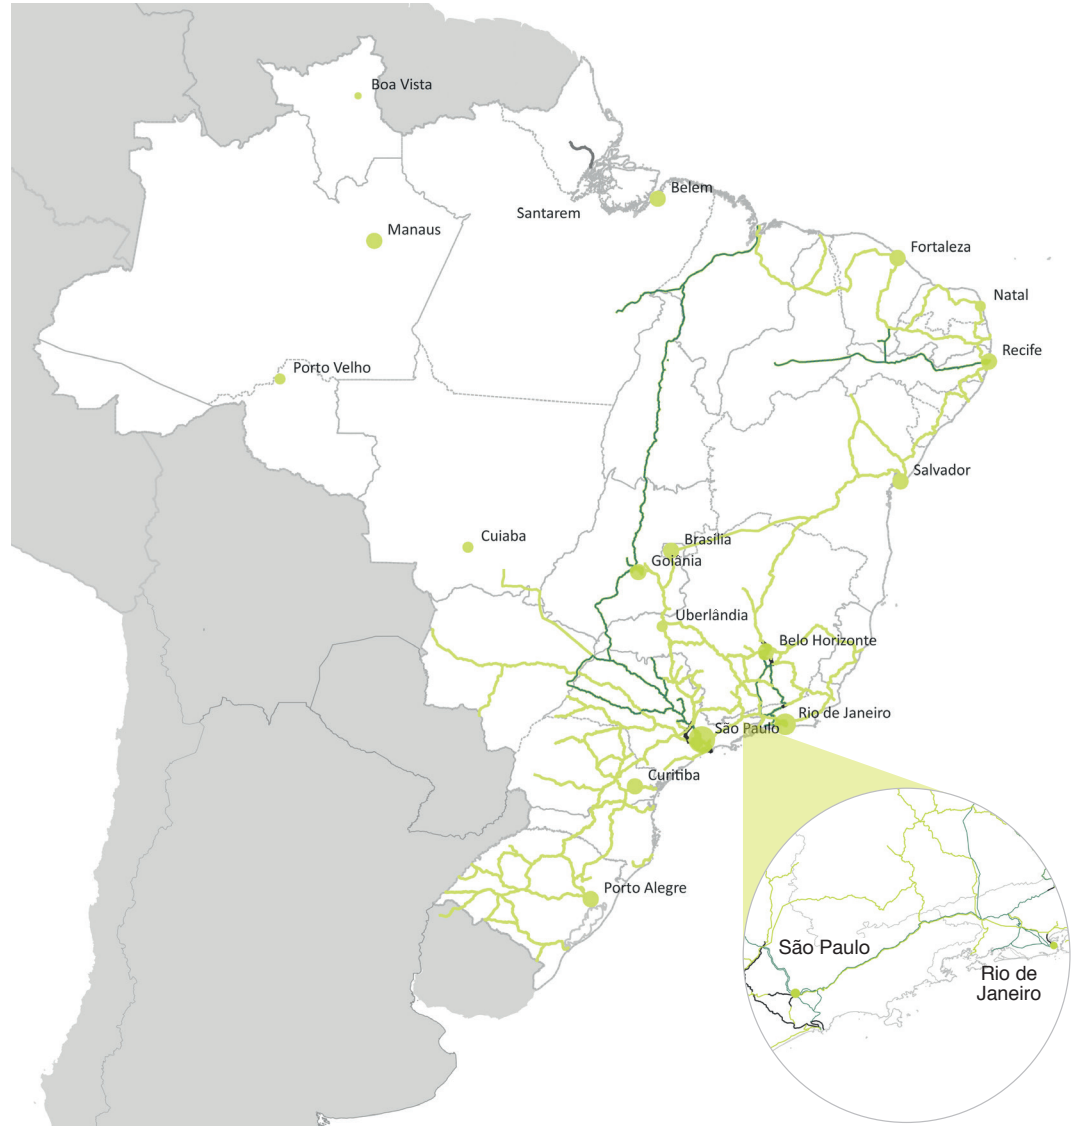 Boa Vista
Belem
Santarem
Manaus
Fortaleza
Natal
Recife
Porto Velho
Salvador
Cuiaba
Brasília
Goiânia
Uberlândia
Belo Horizonte
Rio de Janeiro
São Paulo
Curitiba
Porto Alegre
São Paulo
Rio de
Janeiro